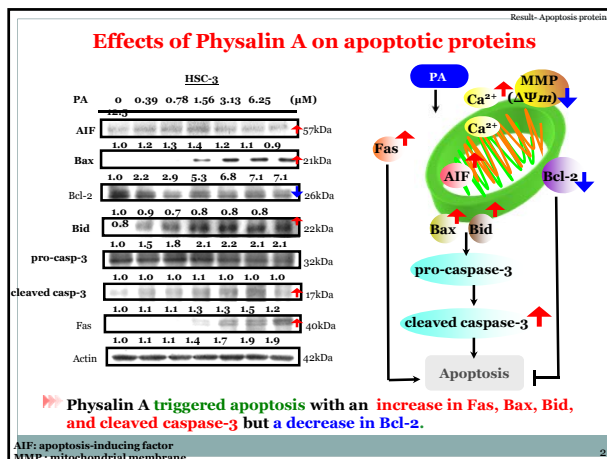 Result- Apoptosis protein
Effects of Physalin A on apoptotic proteins
HSC-3
PA 0 0.39 0.78 1.56 3.13 6.25 (μM)
12.5
AIF 57kDa
1.0 1.2 1.3 1.4 1.2 1.1 0.9
Bax 21kDa
1.0 2.2 2.9 5.3 6.8 7.1 7.1
Bcl-2 26kDa
1.0 0.9 0.7 0.8 0.8 0.8
0.8
Bid 22kDa
1.0 1.5 1.8 2.1 2.2 2.1 2.1
pro-casp-3 32kDa
1.0 1.0 1.0 1.1 1.0 1.0 1.0
cleaved casp-3 17kDa
1.0 1.1 1.1 1.3 1.3 1.5 1.2
Fas 40kDa
1.0 1.1 1.1 1.4 1.7 1.9 1.9
Actin 42kDa
PA
MMP
Ca²⁺ (ΔΨm)
Ca²⁺
Fas
AIF
Bcl-2
Bax Bid
pro-caspase-3
cleaved caspase-3
Apoptosis
Physalin A triggered apoptosis with an increase in Fas, Bax, Bid,
and cleaved caspase-3 but a decrease in Bcl-2.
AIF: apoptosis-inducing factor
MMP : mitochondrial membrane
2